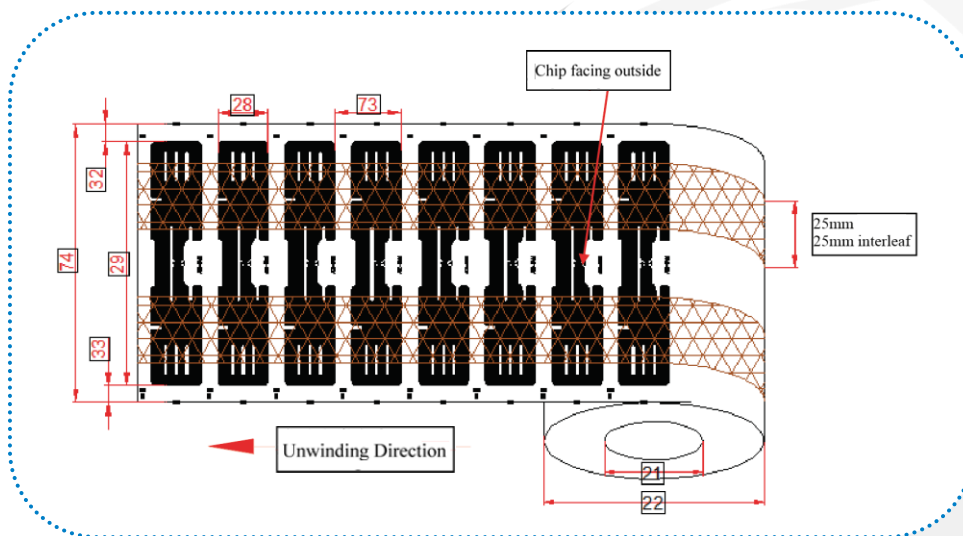 Chip facing outside
28
73
32
25mm
25mm interleaf
74
29
33
Unwinding Direction
21
22